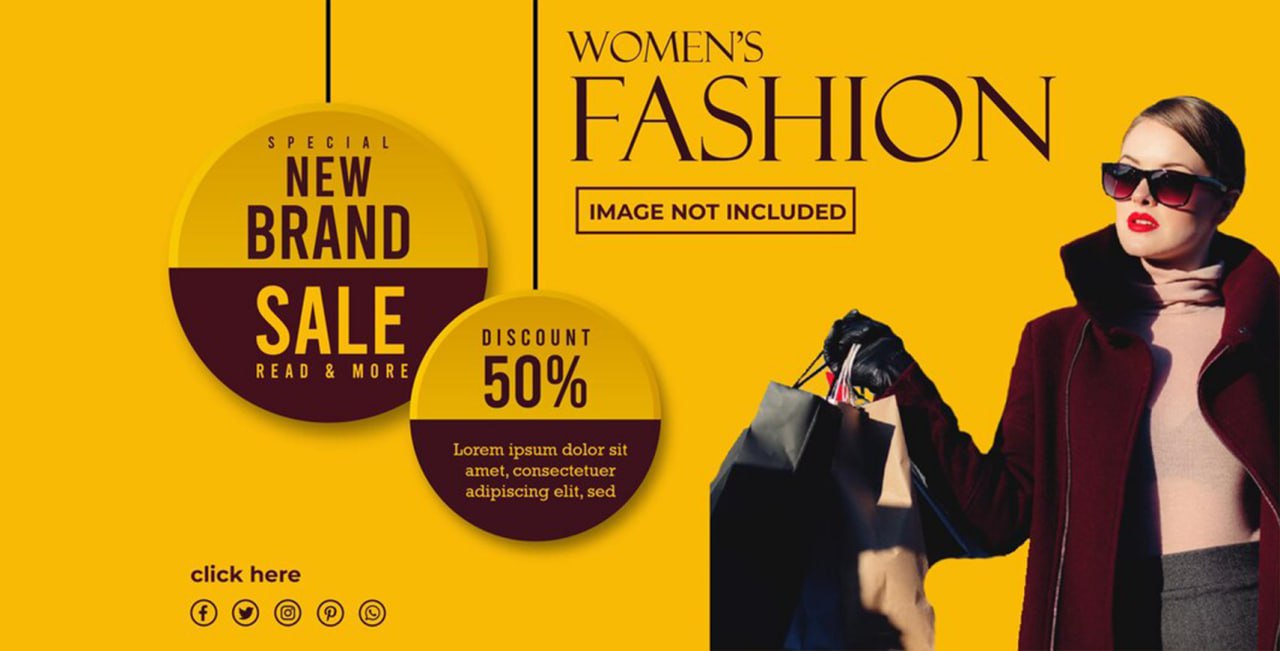 WOMEN'S
FASHION
IMAGE NOT INCLUDED
SPECIAL
NEW
BRAND
SALE
READ & MORE
DISCOUNT
50%
Lorem ipsum dolor sit
amet, consectetuer
adipiscing elit, sed
click here